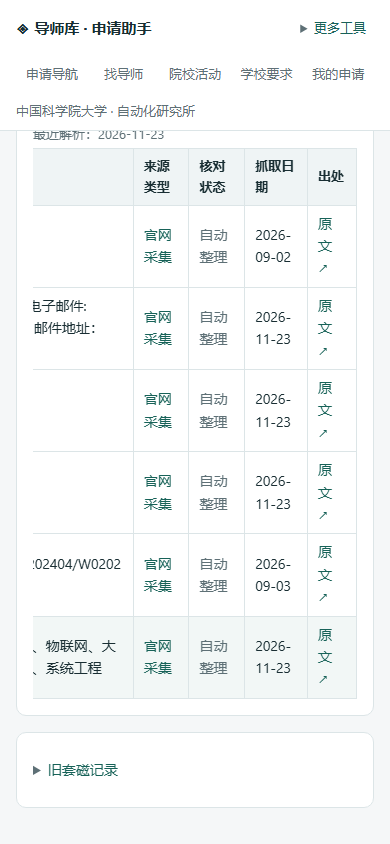 ◈ 导师库 · 申请助手
▶ 更多工具
申请导航 找导师 院校活动 学校要求 我的申请
中国科学院大学 · 自动化研究所
最近解析：2026-11-23
来源
类型
核对
状态
抓取日
期
出处
官网
采集
自动
整理
2026-
09-02
原
文
↗
电子邮件:
邮件地址：
官网
采集
自动
整理
2026-
11-23
原
文
↗
官网
采集
自动
整理
2026-
11-23
原
文
↗
官网
采集
自动
整理
2026-
11-23
原
文
↗
202404/W0202
官网
采集
自动
整理
2026-
09-03
原
文
↗
、物联网、大
、系统工程
官网
采集
自动
整理
2026-
11-23
原
文
↗
▶ 旧套磁记录